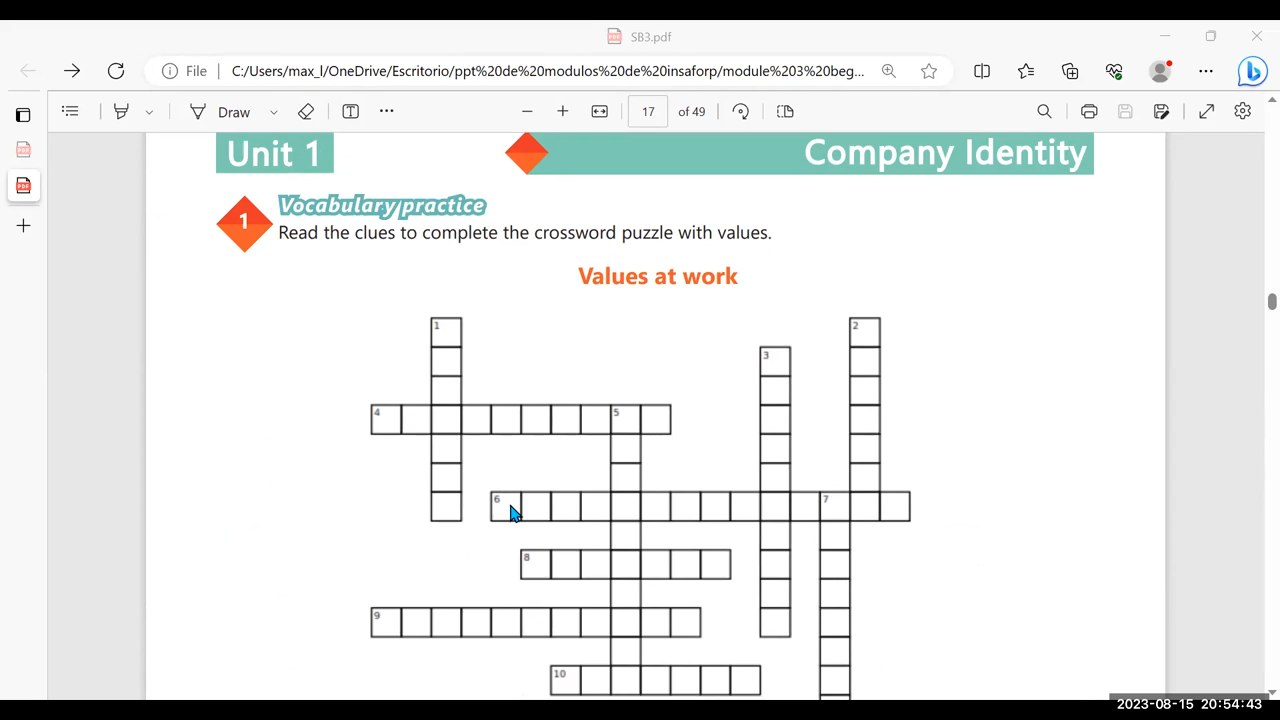 SB3.pdf
File C:/Users/max_l/OneDrive/Escritorio/ppt%20de%20modulos%20de%20insaforp/module%203%20beg...
Draw 17 of 49
Unit 1 Company Identity
1 Vocabulary practice
Read the clues to complete the crossword puzzle with values.
Values at work
1
2
3
4
5
6
7
8
9
10
2023-08-15 20:54:43